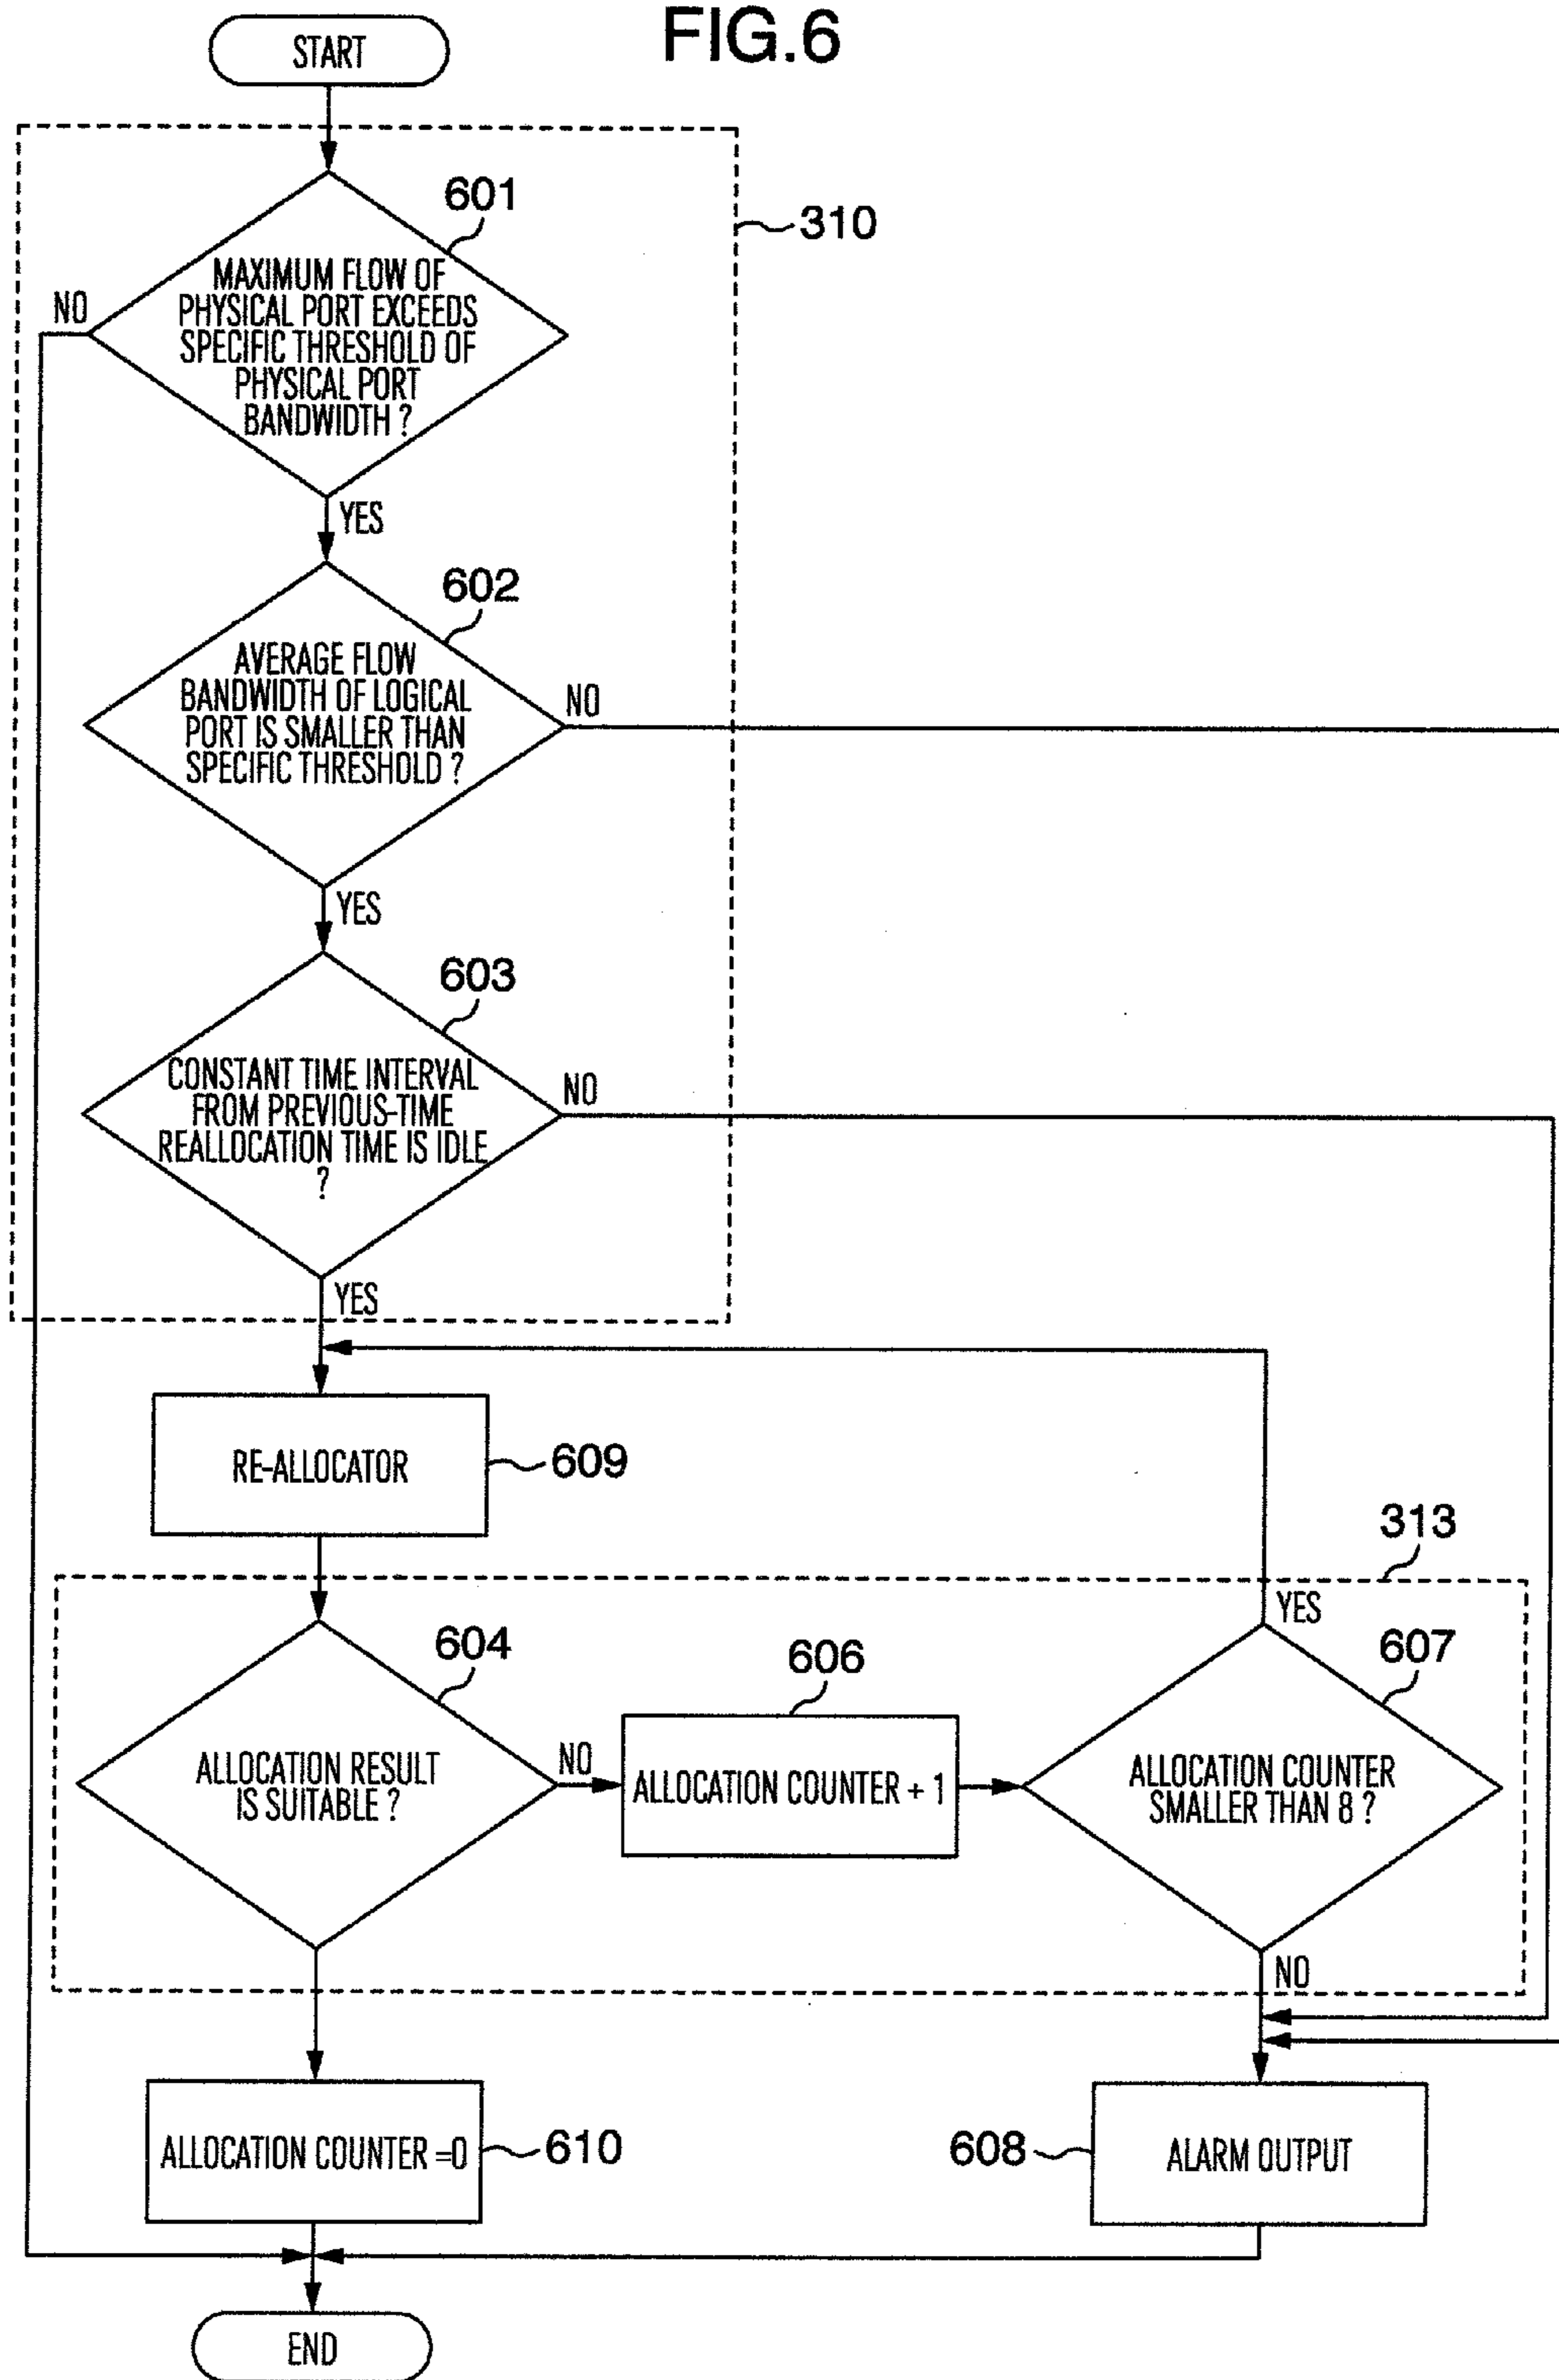 FIG.6
START
601
310
MAXIMUM FLOW OF
PHYSICAL PORT EXCEEDS
SPECIFIC THRESHOLD OF
PHYSICAL PORT
BANDWIDTH ?
NO
YES
602
AVERAGE FLOW
BANDWIDTH OF LOGICAL
PORT IS SMALLER THAN
SPECIFIC THRESHOLD ?
NO
YES
603
CONSTANT TIME INTERVAL
FROM PREVIOUS-TIME
REALLOCATION TIME IS IDLE
?
NO
YES
RE-ALLOCATOR
609
313
YES
604
606
607
ALLOCATION RESULT
IS SUITABLE ?
NO
ALLOCATION COUNTER + 1
ALLOCATION COUNTER
SMALLER THAN 8 ?
NO
ALLOCATION COUNTER =0
610
608
ALARM OUTPUT
END